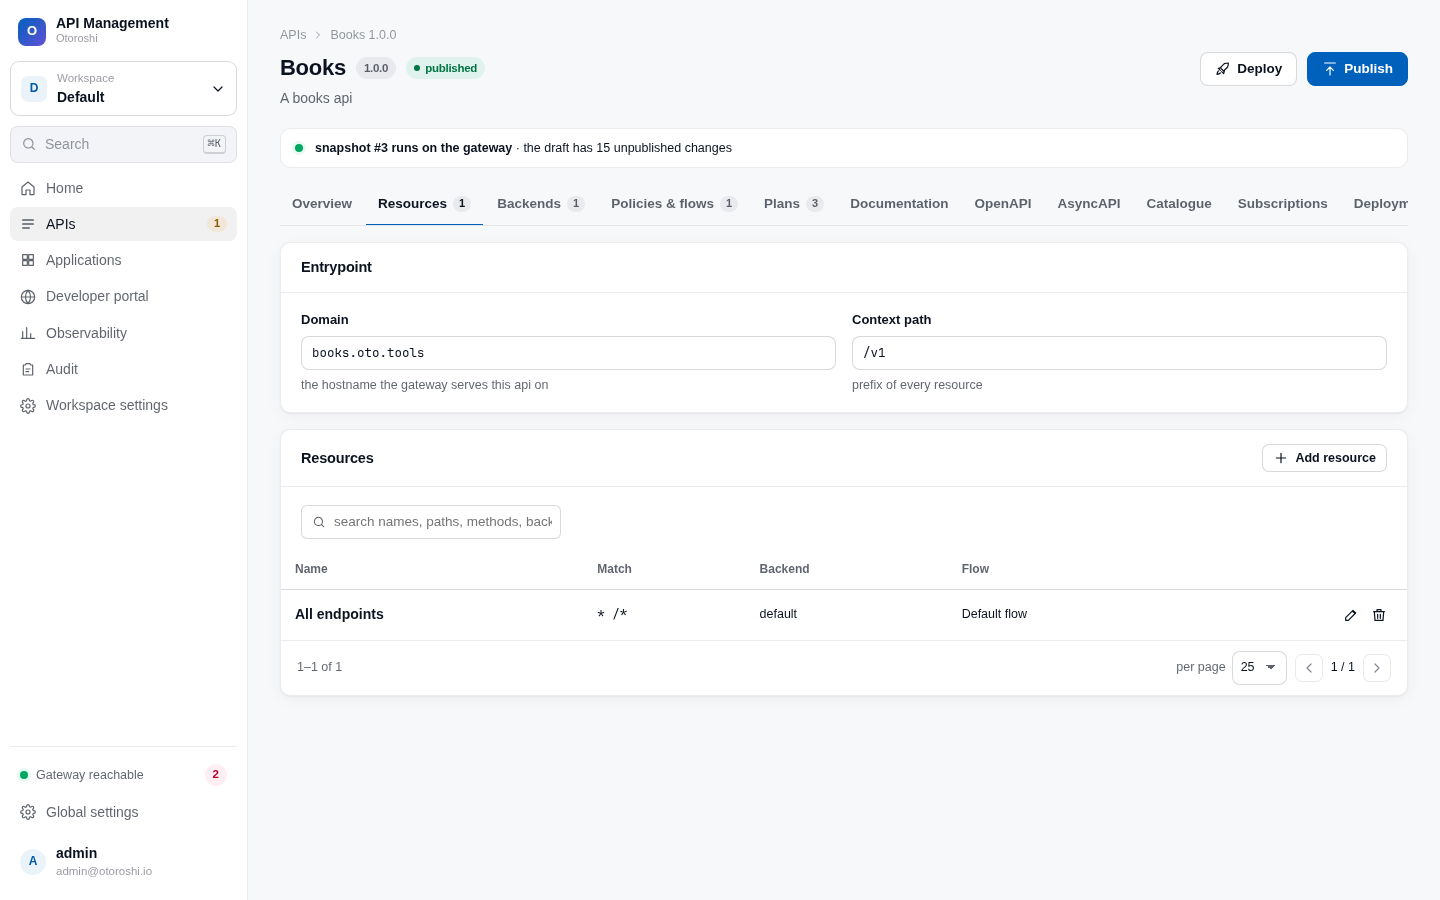 O
API Management
Otoroshi
D
Workspace
Default
Search
⌘K
Home
APIs 1
Applications
Developer portal
Observability
Audit
Workspace settings
Gateway reachable 2
Global settings
A
admin
admin@otoroshi.io
APIs > Books 1.0.0
Books 1.0.0 published
Deploy
Publish
A books api
snapshot #3 runs on the gateway · the draft has 15 unpublished changes
Overview Resources 1 Backends 1 Policies & flows 1 Plans 3 Documentation OpenAPI AsyncAPI Catalogue Subscriptions Deploym
Entrypoint
Domain Context path
books.oto.tools /v1
the hostname the gateway serves this api on prefix of every resource
Resources
Add resource
search names, paths, methods, back
Name Match Backend Flow
All endpoints * /* default Default flow
1–1 of 1 per page 25 1 / 1